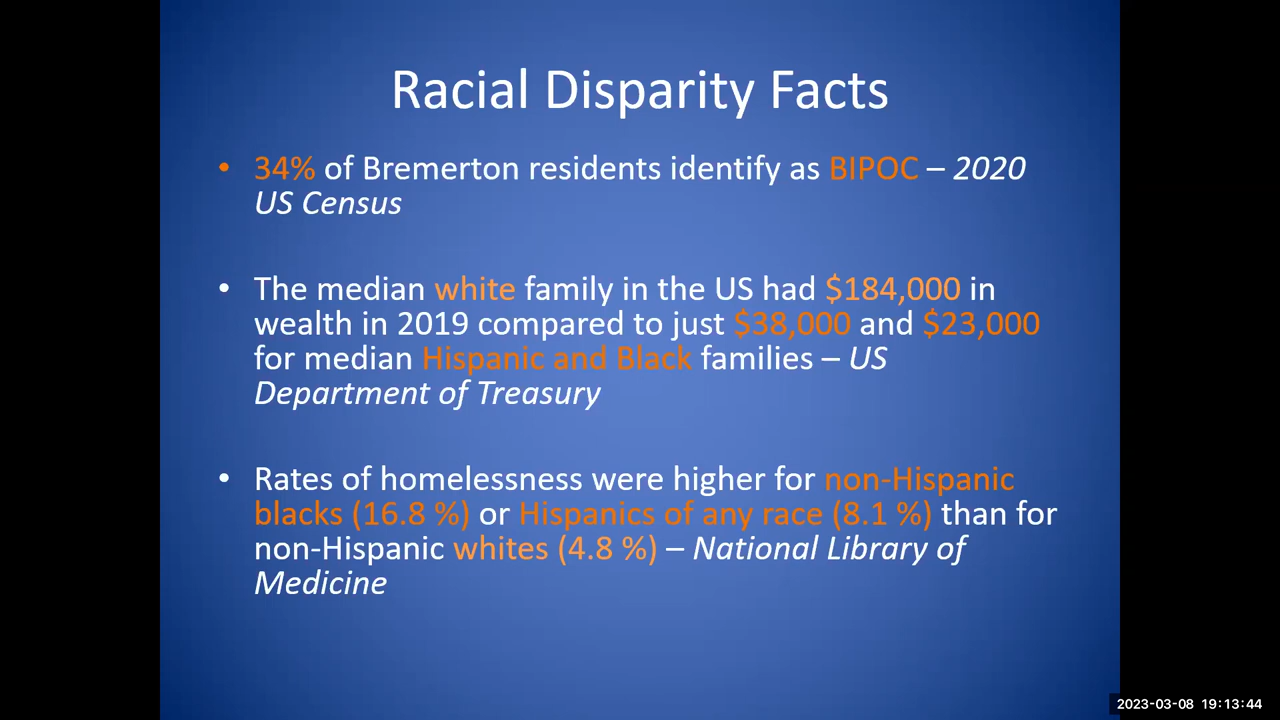 Racial Disparity Facts
• 34% of Bremerton residents identify as BIPOC – 2020
US Census
• The median white family in the US had $184,000 in
wealth in 2019 compared to just $38,000 and $23,000
for median Hispanic and Black families – US
Department of Treasury
• Rates of homelessness were higher for non-Hispanic
blacks (16.8 %) or Hispanics of any race (8.1 %) than for
non-Hispanic whites (4.8 %) – National Library of
Medicine
2023-03-08 19:13:44